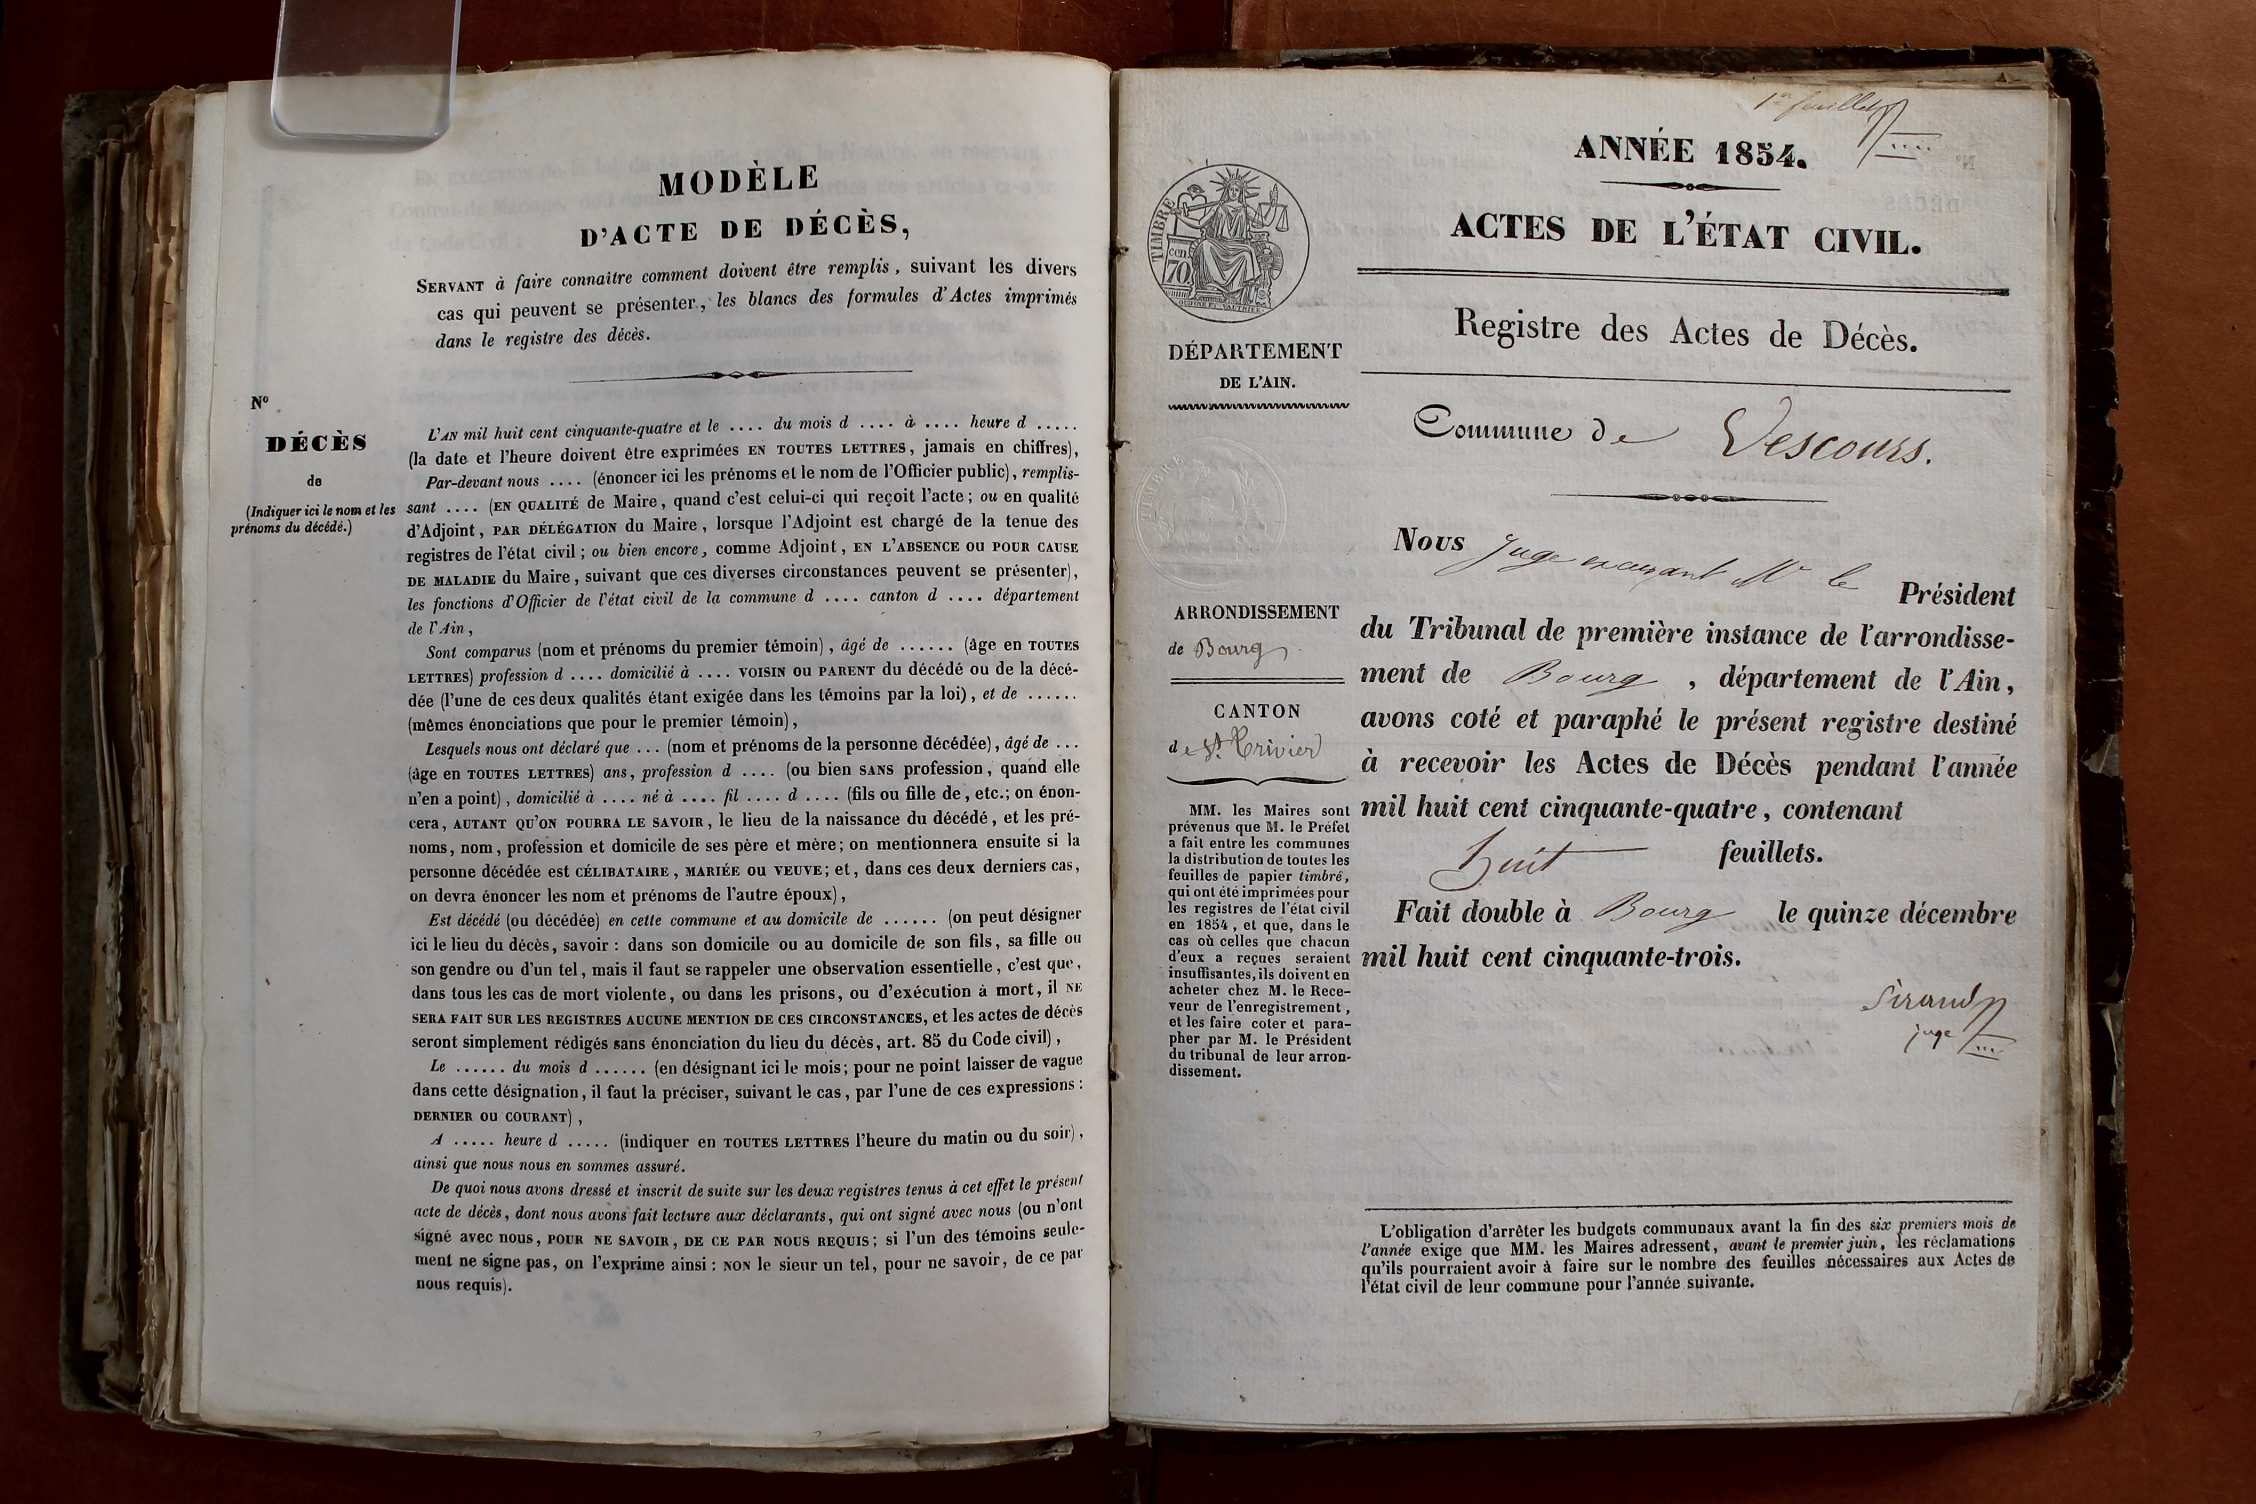 MODÈLE
D'ACTE DE DÉCÈS,
SERVANT à faire connaitre comment doivent être remplis, suivant les divers
cas qui peuvent se présenter, les blancs des formules d'Actes imprimés
dans le registre des décès.
N°
DÉCÈS
de
(Indiquer ici le nom et les
prénoms du décédé.)
L'AN mil huit cent cinquante-quatre et le .... du mois d .... à .... heure d .....
(la date et l'heure doivent être exprimées EN TOUTES LETTRES, jamais en chiffres),
Par-devant nous .... (énoncer ici les prénoms et le nom de l'Officier public), remplis-
sant .... (EN QUALITÉ de Maire, quand c'est celui-ci qui reçoit l'acte; ou en qualité
d'Adjoint, PAR DÉLÉGATION du Maire, lorsque l'Adjoint est chargé de la tenue des
registres de l'état civil; ou bien encore, comme Adjoint, EN L'ABSENCE OU POUR CAUSE
DE MALADIE du Maire, suivant que ces diverses circonstances peuvent se présenter),
les fonctions d'Officier de l'état civil de la commune d .... canton d .... département
de l'Ain,
Sont comparus (nom et prénoms du premier témoin), âgé de ...... (âge en TOUTES
LETTRES) profession d .... domicilié à .... VOISIN OU PARENT du décédé ou de la décé-
dée (l'une de ces deux qualités étant exigée dans les témoins par la loi), et de ......
(mêmes énonciations que pour le premier témoin),
Lesquels nous ont déclaré que ... (nom et prénoms de la personne décédée), âgé de ...
(âge en TOUTES LETTRES) ans, profession d .... (ou bien SANS profession, quand elle
n'en a point), domicilié à .... né à .... fil .... d .... (fils ou fille de, etc.; on énon-
cera, AUTANT QU'ON POURRA LE SAVOIR, le lieu de la naissance du décédé, et les pré-
noms, nom, profession et domicile de ses père et mère; on mentionnera ensuite si la
personne décédée est CÉLIBATAIRE, MARIÉE OU VEUVE; et, dans ces deux derniers cas,
on devra énoncer les nom et prénoms de l'autre époux),
Est décédé (ou décédée) en cette commune et au domicile de ...... (on peut désigner
ici le lieu du décès, savoir: dans son domicile ou au domicile de son fils, sa fille ou
son gendre ou d'un tel, mais il faut se rappeler une observation essentielle, c'est que,
dans tous les cas de mort violente, ou dans les prisons, ou d'exécution à mort, il NE
SERA FAIT SUR LES REGISTRES AUCUNE MENTION DE CES CIRCONSTANCES, et les actes de décès
seront simplement rédigés sans énonciation du lieu du décès, art. 85 du Code civil),
Le ...... du mois d ...... (en désignant ici le mois; pour ne point laisser de vague
dans cette désignation, il faut la préciser, suivant le cas, par l'une de ces expressions:
DERNIER OU COURANT),
A ..... heure d ..... (indiquer en TOUTES LETTRES l'heure du matin ou du soir),
ainsi que nous nous en sommes assuré.
De quoi nous avons dressé et inscrit de suite sur les deux registres tenus à cet effet le présent
acte de décès, dont nous avons fait lecture aux déclarants, qui ont signé avec nous (ou n'ont
signé avec nous, POUR NE SAVOIR, DE CE PAR NOUS REQUIS; si l'un des témoins seule-
ment ne signe pas, on l'exprime ainsi: NON le sieur un tel, pour ne savoir, de ce par
nous requis).
1er feuillet
ANNÉE 1854.
ACTES DE L'ÉTAT CIVIL.
Registre des Actes de Décès.
TIMBRE
cen.
70.
DÉPARTEMENT
DE L'AIN.
Commune de Vescours.
ARRONDISSEMENT
de Bourg
CANTON
de St. Trivier
MM. les Maires sont
prévenus que M. le Préfet
a fait entre les communes
la distribution de toutes les
feuilles de papier timbré,
qui ont été imprimées pour
les registres de l'état civil
en 1854, et que, dans le
cas où celles que chacun
d'eux a reçues seraient
insuffisantes, ils doivent en
acheter chez M. le Rece-
veur de l'enregistrement,
et les faire coter et para-
pher par M. le Président
du tribunal de leur arron-
dissement.
Nous Juge excusant Mr le Président
du Tribunal de première instance de l'arrondisse-
ment de Bourg, département de l'Ain,
avons coté et paraphé le présent registre destiné
à recevoir les Actes de Décès pendant l'année
mil huit cent cinquante-quatre, contenant
huit feuillets.
Fait double à Bourg le quinze décembre
mil huit cent cinquante-trois.
Sirand
juge
L'obligation d'arrêter les budgets communaux avant la fin des six premiers mois de
l'année exige que MM. les Maires adressent, avant le premier juin, les réclamations
qu'ils pourraient avoir à faire sur le nombre des feuilles nécessaires aux Actes de
l'état civil de leur commune pour l'année suivante.